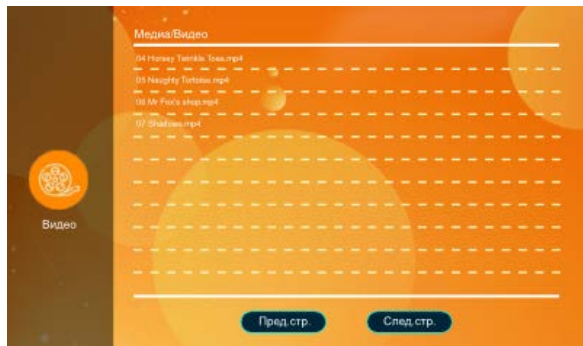 Медиа/Видео
04 Horsey Twinkle Toes.mp4
05 Naughty Tortoise.mp4
06 Mr Fox's shop.mp4
07 Shadows.mp4
Видео
Пред.стр.
След.стр.